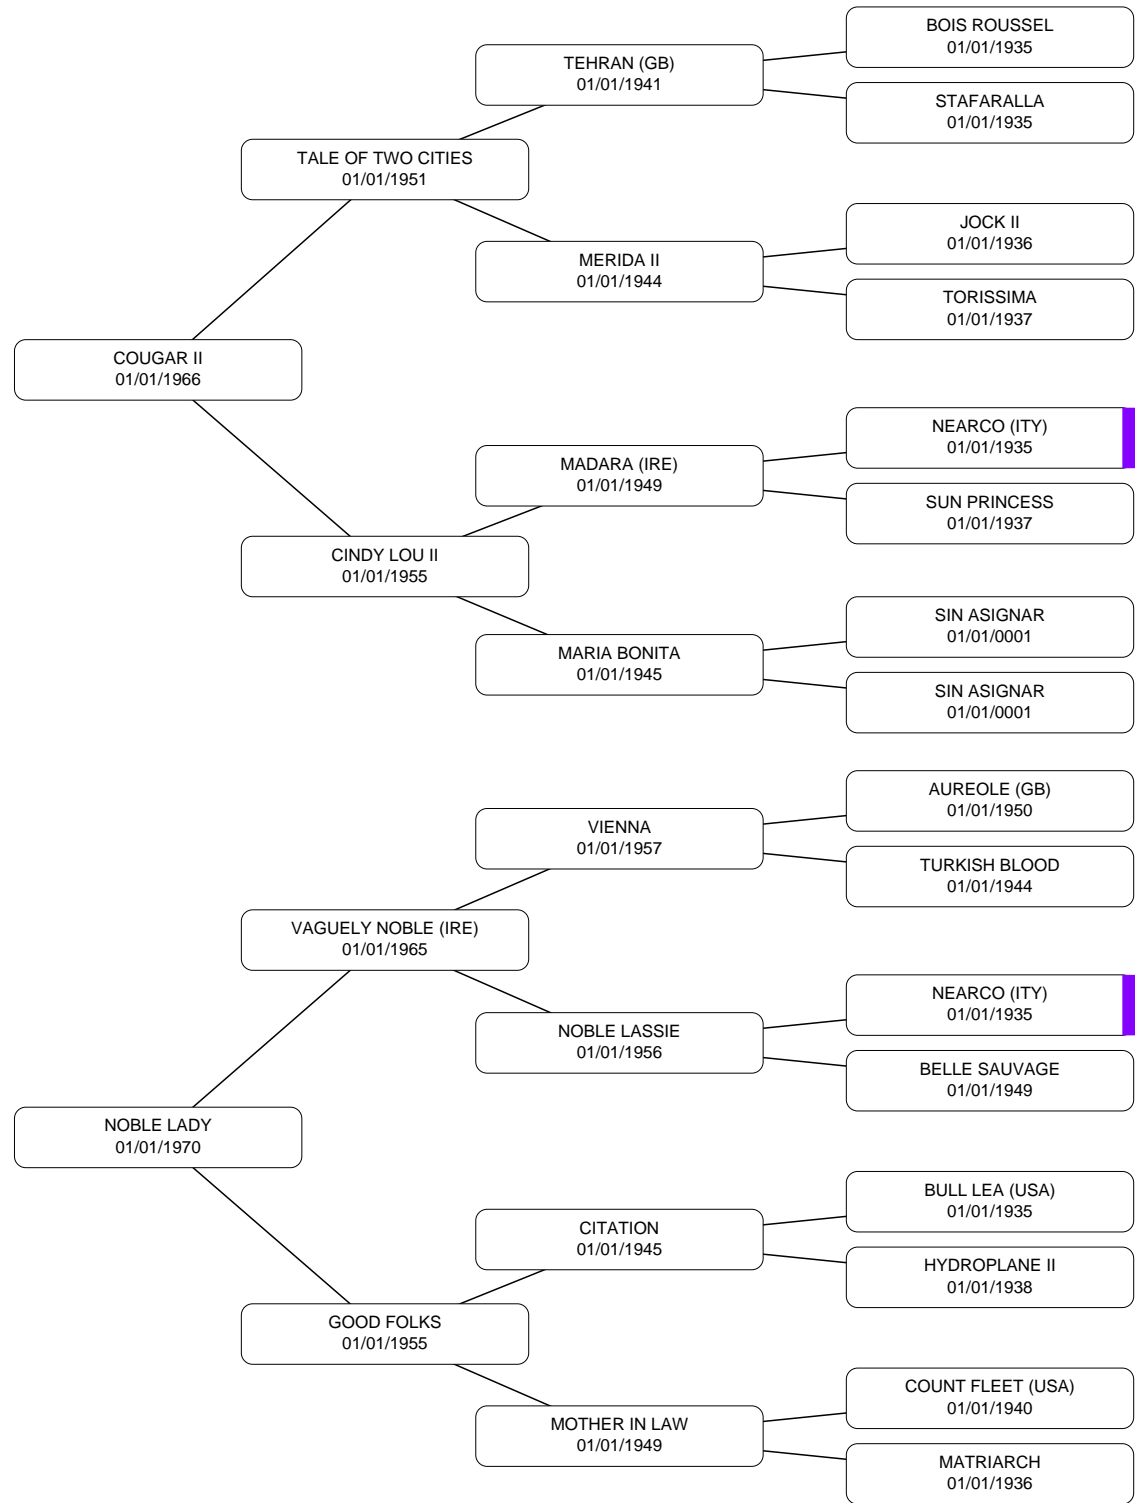 BOIS ROUSSEL
01/01/1935
TEHRAN (GB)
01/01/1941
STAFARALLA
01/01/1935
TALE OF TWO CITIES
01/01/1951
JOCK II
01/01/1936
MERIDA II
01/01/1944
TORISSIMA
01/01/1937
COUGAR II
01/01/1966
NEARCO (ITY)
01/01/1935
MADARA (IRE)
01/01/1949
SUN PRINCESS
01/01/1937
CINDY LOU II
01/01/1955
SIN ASIGNAR
01/01/0001
MARIA BONITA
01/01/1945
SIN ASIGNAR
01/01/0001
AUREOLE (GB)
01/01/1950
VIENNA
01/01/1957
TURKISH BLOOD
01/01/1944
VAGUELY NOBLE (IRE)
01/01/1965
NEARCO (ITY)
01/01/1935
NOBLE LASSIE
01/01/1956
BELLE SAUVAGE
01/01/1949
NOBLE LADY
01/01/1970
BULL LEA (USA)
01/01/1935
CITATION
01/01/1945
HYDROPLANE II
01/01/1938
GOOD FOLKS
01/01/1955
COUNT FLEET (USA)
01/01/1940
MOTHER IN LAW
01/01/1949
MATRIARCH
01/01/1936